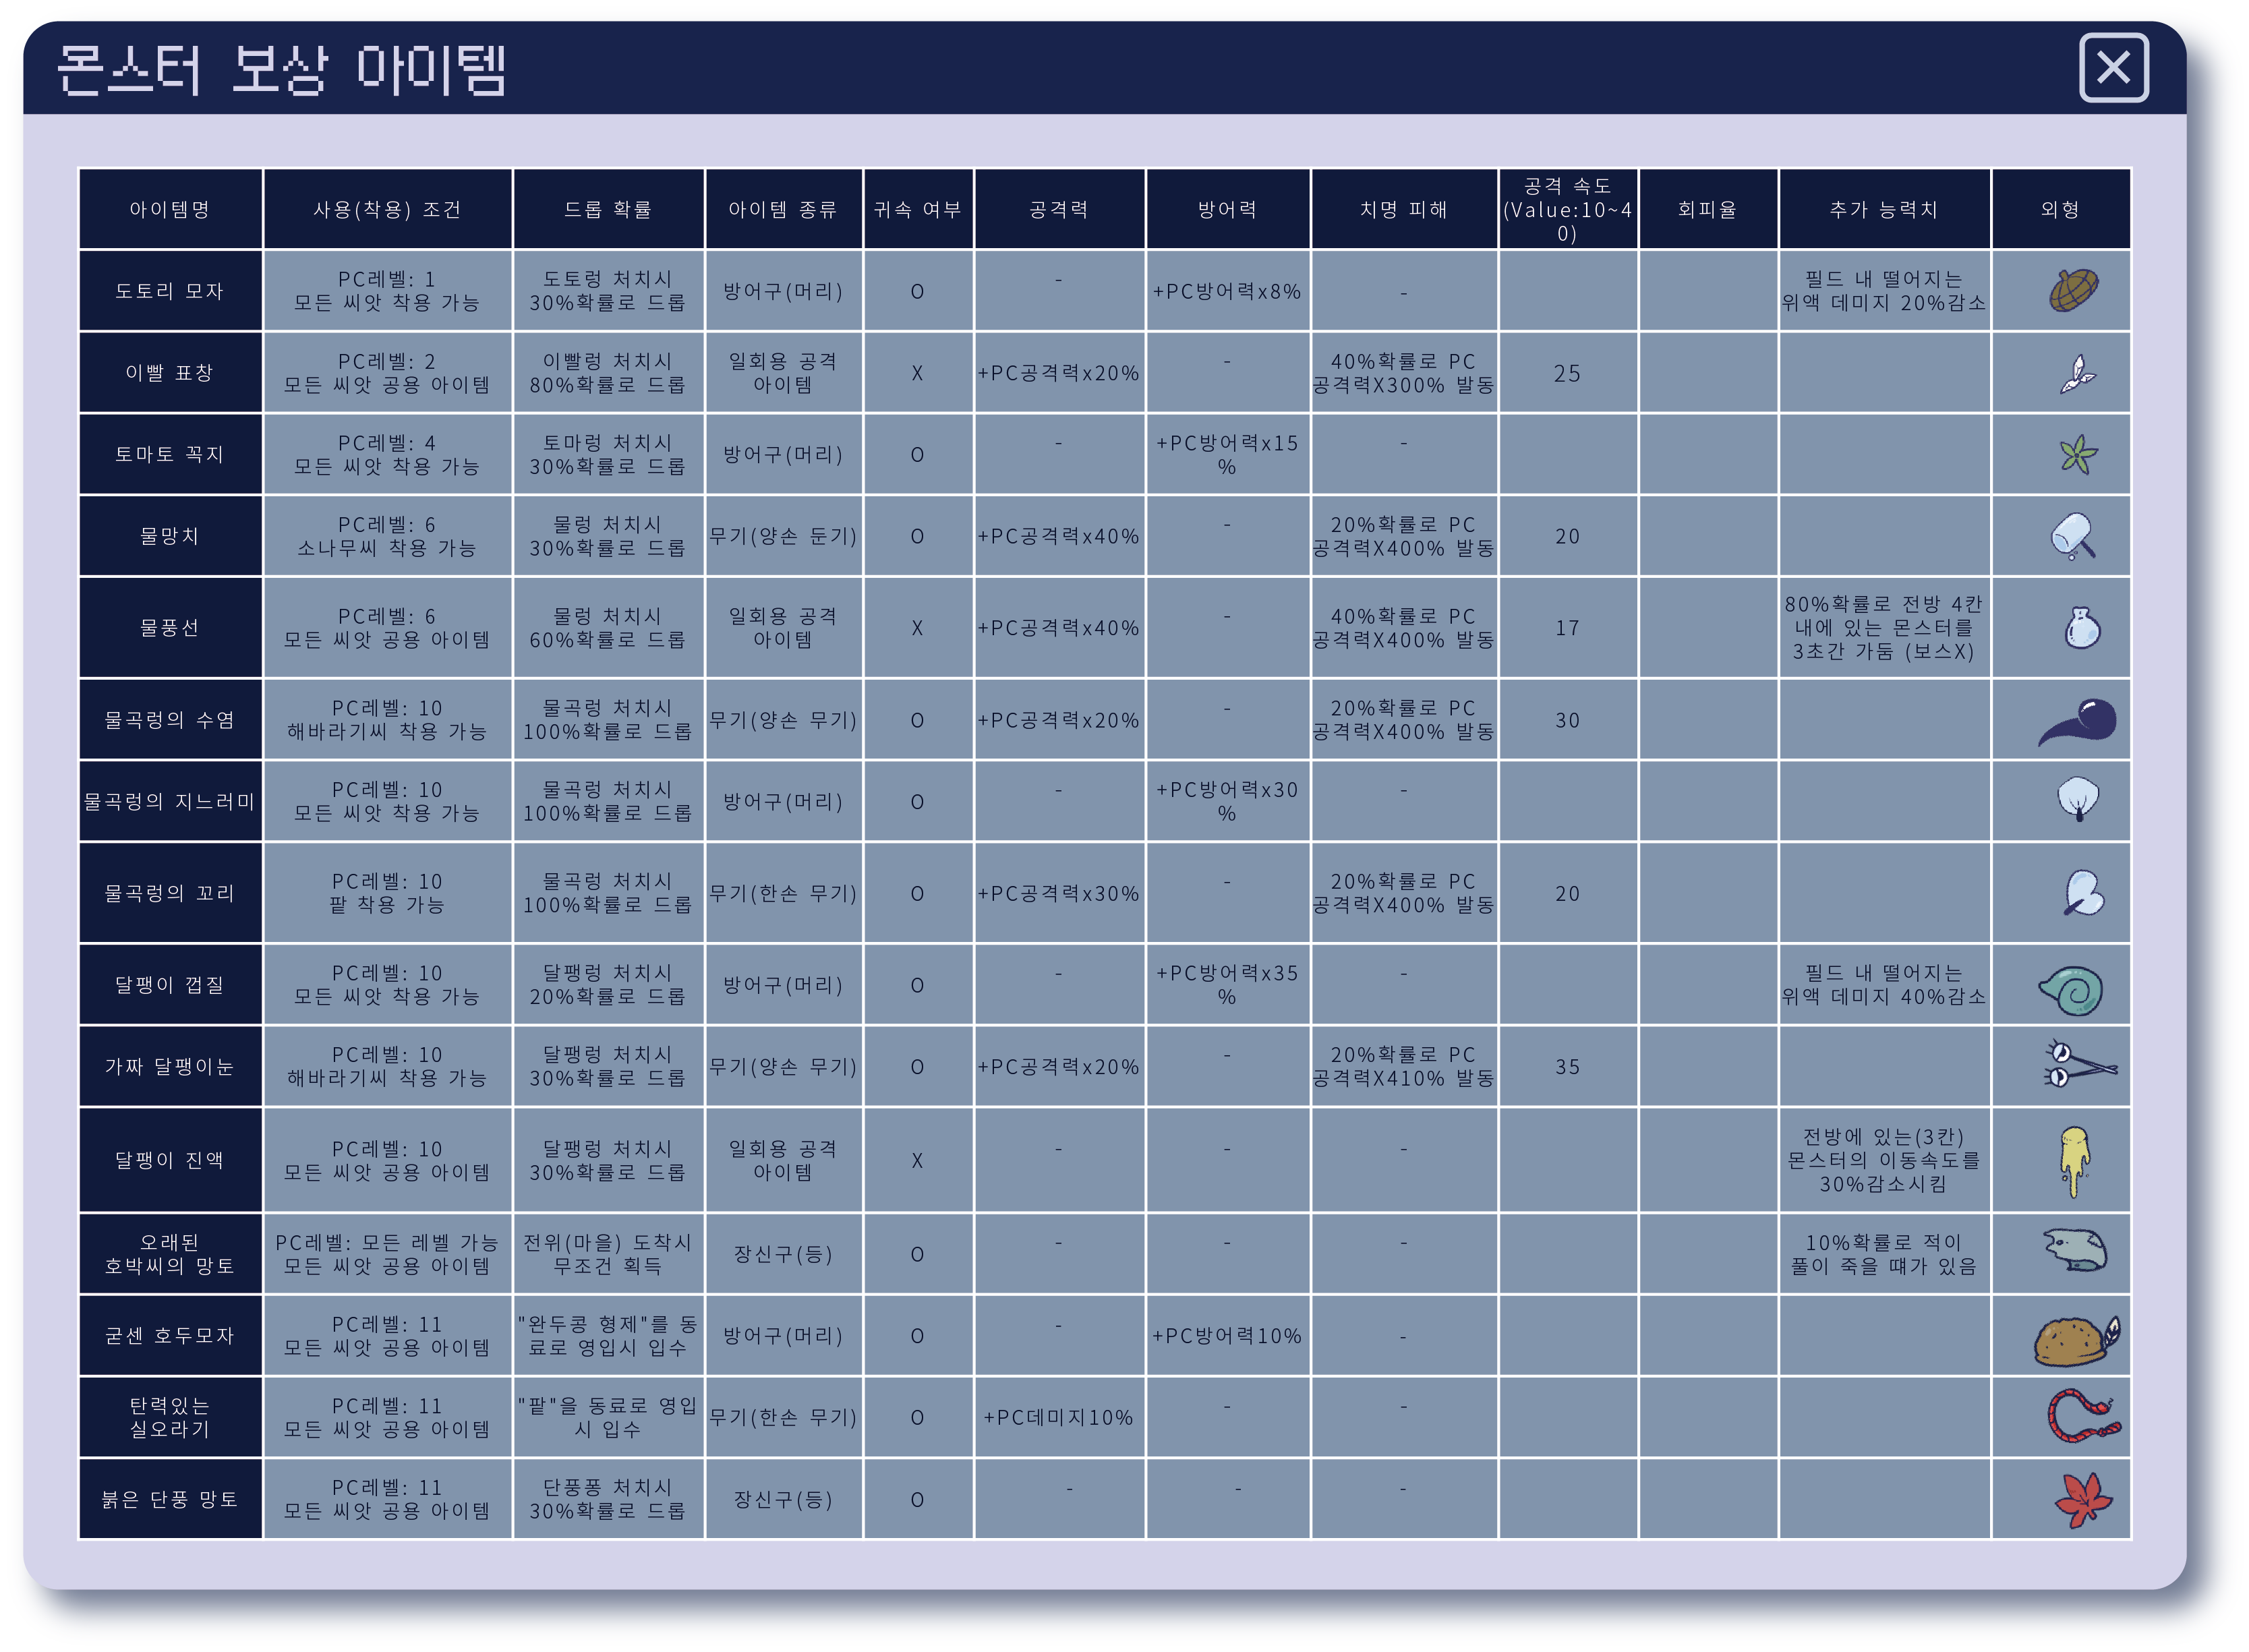 몬스터 보상 아이템
아이템명
사용(착용) 조건
드롭 확률
아이템 종류
귀속 여부
공격력
방어력
치명 피해
공격 속도
(Value:10~4
0)
회피율
추가 능력치
외형
도토리 모자
PC레벨: 1
모든 씨앗 착용 가능
도토렁 처치시
30%확률로 드롭
방어구(머리)
O
-
+PC방어력x8%
-
필드 내 떨어지는
위액 데미지 20%감소
이빨 표창
PC레벨: 2
모든 씨앗 공용 아이템
이빨렁 처치시
80%확률로 드롭
일회용 공격
아이템
X
+PC공격력x20%
-
40%확률로 PC
공격력X300% 발동
25
토마토 꼭지
PC레벨: 4
모든 씨앗 착용 가능
토마렁 처치시
30%확률로 드롭
방어구(머리)
O
-
+PC방어력x15
%
-
물망치
PC레벨: 6
소나무씨 착용 가능
물렁 처치시
30%확률로 드롭
무기(양손 둔기)
O
+PC공격력x40%
-
20%확률로 PC
공격력X400% 발동
20
물풍선
PC레벨: 6
모든 씨앗 공용 아이템
물렁 처치시
60%확률로 드롭
일회용 공격
아이템
X
+PC공격력x40%
-
40%확률로 PC
공격력X400% 발동
17
80%확률로 전방 4칸
내에 있는 몬스터를
3초간 가둠 (보스X)
물곡렁의 수염
PC레벨: 10
해바라기씨 착용 가능
물곡렁 처치시
100%확률로 드롭
무기(양손 무기)
O
+PC공격력x20%
-
20%확률로 PC
공격력X400% 발동
30
물곡렁의 지느러미
PC레벨: 10
모든 씨앗 착용 가능
물곡렁 처치시
100%확률로 드롭
방어구(머리)
O
-
+PC방어력x30
%
-
물곡렁의 꼬리
PC레벨: 10
팥 착용 가능
물곡렁 처치시
100%확률로 드롭
무기(한손 무기)
O
+PC공격력x30%
-
20%확률로 PC
공격력X400% 발동
20
달팽이 껍질
PC레벨: 10
모든 씨앗 착용 가능
달팽렁 처치시
20%확률로 드롭
방어구(머리)
O
-
+PC방어력x35
%
-
필드 내 떨어지는
위액 데미지 40%감소
가짜 달팽이눈
PC레벨: 10
해바라기씨 착용 가능
달팽렁 처치시
30%확률로 드롭
무기(양손 무기)
O
+PC공격력x20%
-
20%확률로 PC
공격력X410% 발동
35
달팽이 진액
PC레벨: 10
모든 씨앗 공용 아이템
달팽렁 처치시
30%확률로 드롭
일회용 공격
아이템
X
-
-
-
전방에 있는(3칸)
몬스터의 이동속도를
30%감소시킴
오래된
호박씨의 망토
PC레벨: 모든 레벨 가능
모든 씨앗 공용 아이템
전위(마을) 도착시
무조건 획득
장신구(등)
O
-
-
-
10%확률로 적이
풀이 죽을 떄가 있음
굳센 호두모자
PC레벨: 11
모든 씨앗 공용 아이템
"완두콩 형제"를 동
료로 영입시 입수
방어구(머리)
O
-
+PC방어력10%
-
탄력있는
실오라기
PC레벨: 11
모든 씨앗 공용 아이템
"팥"을 동료로 영입
시 입수
무기(한손 무기)
O
+PC데미지10%
-
-
붉은 단풍 망토
PC레벨: 11
모든 씨앗 공용 아이템
단풍퐁 처치시
30%확률로 드롭
장신구(등)
O
-
-
-